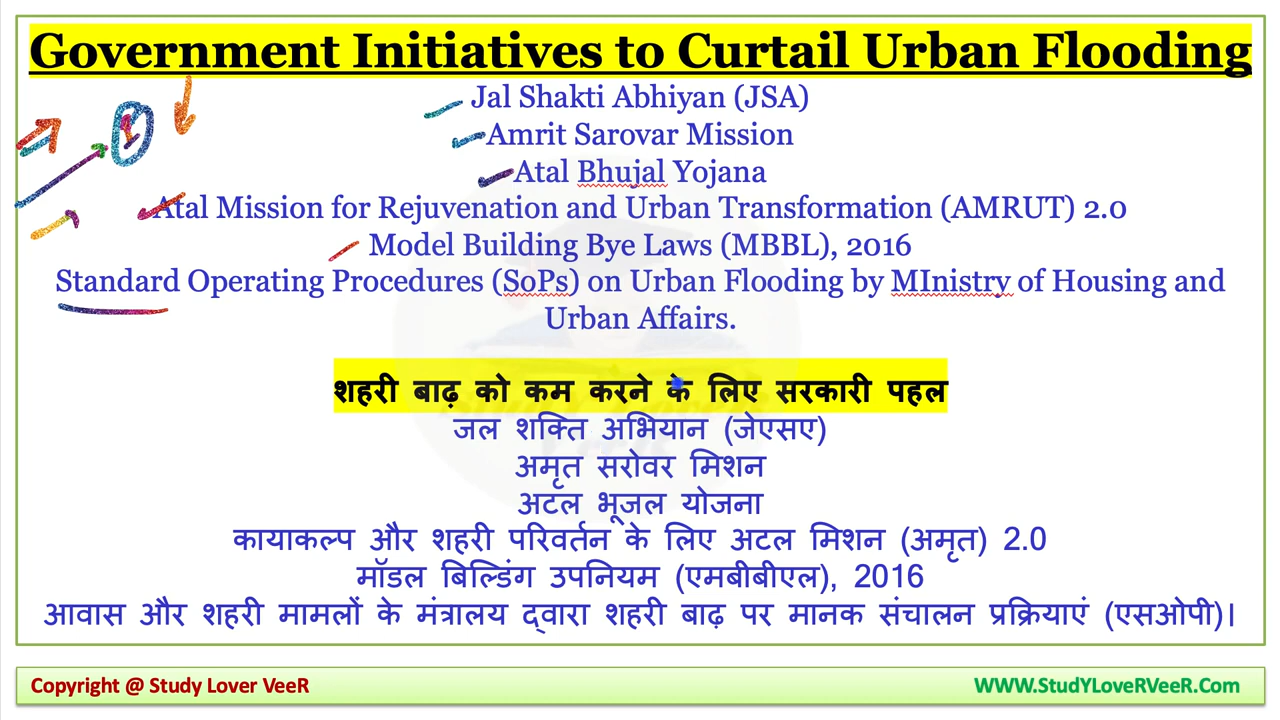 Government Initiatives to Curtail Urban Flooding
Jal Shakti Abhiyan (JSA)
Amrit Sarovar Mission
Atal Bhujal Yojana
Atal Mission for Rejuvenation and Urban Transformation (AMRUT) 2.0
Model Building Bye Laws (MBBL), 2016
Standard Operating Procedures (SoPs) on Urban Flooding by MInistry of Housing and
Urban Affairs.
शहरी बाढ़ को कम करने के लिए सरकारी पहल
जल शक्ति अभियान (जेएसए)
अमृत सरोवर मिशन
अटल भूजल योजना
कायाकल्प और शहरी परिवर्तन के लिए अटल मिशन (अमृत) 2.0
मॉडल बिल्डिंग उपनियम (एमबीबीएल), 2016
आवास और शहरी मामलों के मंत्रालय द्वारा शहरी बाढ़ पर मानक संचालन प्रक्रियाएं (एसओपी)।
Copyright @ Study Lover VeeR
WWW.StudYLoveRVeeR.Com